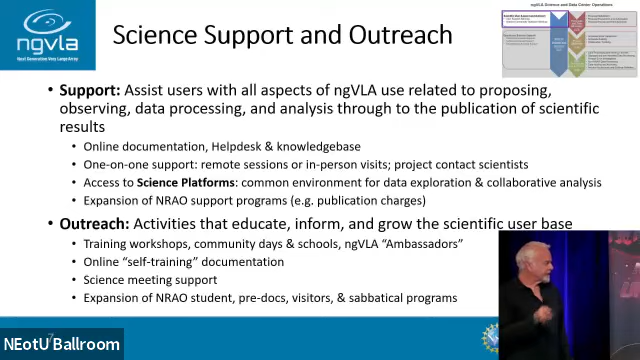 ngvla
Next Generation Very Large Array
Science Support and Outreach
ngVLA Science and Data Center Operations
• Support: Assist users with all aspects of ngVLA use related to proposing,
observing, data processing, and analysis through to the publication of scientific
results
• Online documentation, Helpdesk & knowledgebase
• One-on-one support: remote sessions or in-person visits; project contact scientists
• Access to Science Platforms: common environment for data exploration & collaborative analysis
• Expansion of NRAO support programs (e.g. publication charges)
• Outreach: Activities that educate, inform, and grow the scientific user base
• Training workshops, community days & schools, ngVLA “Ambassadors”
• Online “self-training” documentation
• Science meeting support
• Expansion of NRAO student, pre-docs, visitors, & sabbatical programs
7
NEotU Ballroom